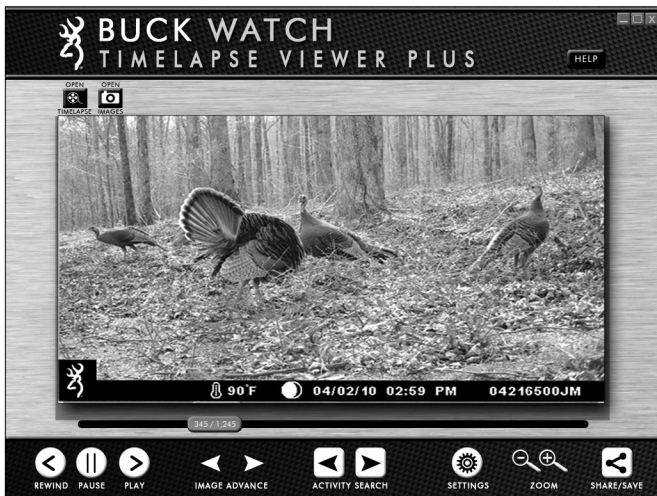 BUCK WATCH
TIMELAPSE VIEWER PLUS
HELP
OPEN OPEN
TIMELAPSE IMAGES
90°F 04/02/10 02:59 PM 04216500JM
345 / 1,245
REWIND PAUSE PLAY IMAGE ADVANCE ACTIVITY SEARCH SETTINGS ZOOM SHARE/SAVE